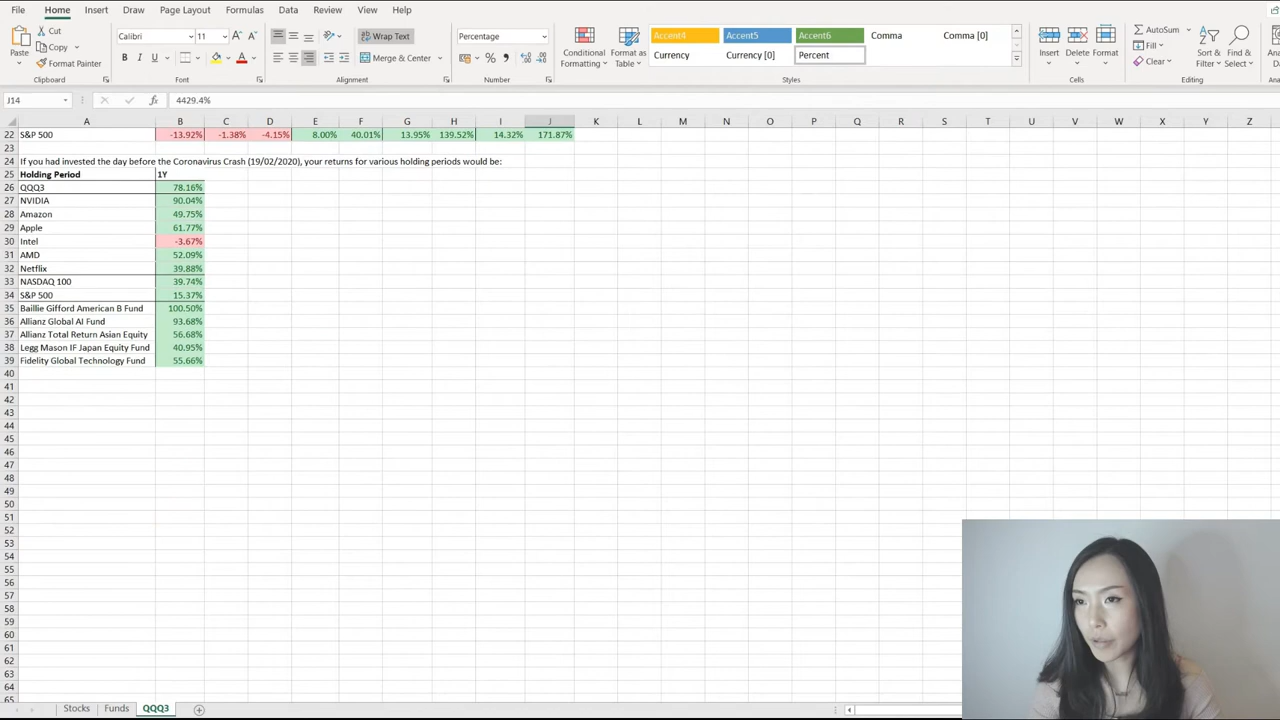 File Home Insert Draw Page Layout Formulas Data Review View Help
Paste Cut Copy Format Painter Clipboard
Calibri 11 A A B I U A Font
Wrap Text Merge & Center Alignment
Percentage % Number
Conditional Formatting Format as Table
Accent4 Accent5 Accent6 Comma Comma [0]
Currency Currency [0] Percent
Styles
Insert Delete Format Cells
AutoSum Fill Clear Sort & Filter Find & Select Editing
J14 fx 4429.4%
A B C D E F G H I J K L M N O P Q R S T U V W X Y Z
22 S&P 500 -13.92% -1.38% -4.15% 8.00% 40.01% 13.95% 139.52% 14.32% 171.87%
23
24 If you had invested the day before the Coronavirus Crash (19/02/2020), your returns for various holding periods would be:
25 Holding Period 1Y
26 QQQ3 78.16%
27 NVIDIA 90.04%
28 Amazon 49.75%
29 Apple 61.77%
30 Intel -3.67%
31 AMD 52.09%
32 Netflix 39.88%
33 NASDAQ 100 39.74%
34 S&P 500 15.37%
35 Baillie Gifford American B Fund 100.50%
36 Allianz Global AI Fund 93.68%
37 Allianz Total Return Asian Equity 56.68%
38 Legg Mason IF Japan Equity Fund 40.95%
39 Fidelity Global Technology Fund 55.66%
40
41
42
43
44
45
46
47
48
49
50
51
52
53
54
55
56
57
58
59
60
61
62
63
64
65
Stocks Funds QQQ3